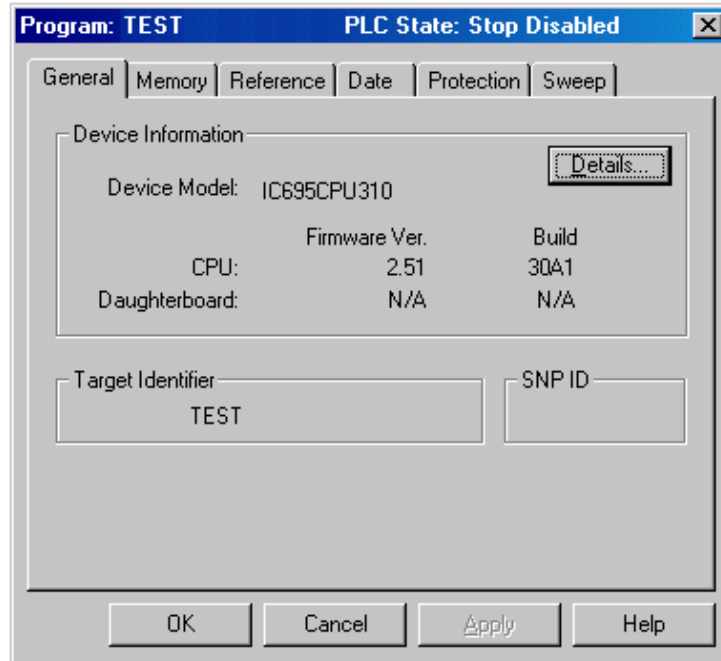 Program: TEST PLC State: Stop Disabled
General Memory Reference Date Protection Sweep
Device Information
Details...
Device Model: IC695CPU310
Firmware Ver. Build
CPU: 2.51 30A1
Daughterboard: N/A N/A
Target Identifier SNP ID
TEST
OK Cancel Apply Help